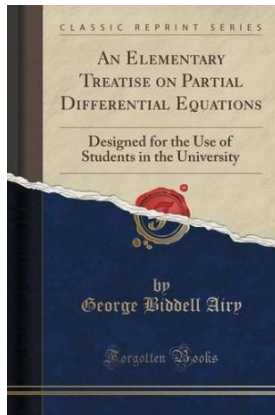 CLASSIC REPRINT SERIES
AN ELEMENTARY
TREATISE ON PARTIAL
DIFFERENTIAL EQUATIONS
Designed for the Use of
Students in the University
by
George Biddell Airy
Forgotten Books